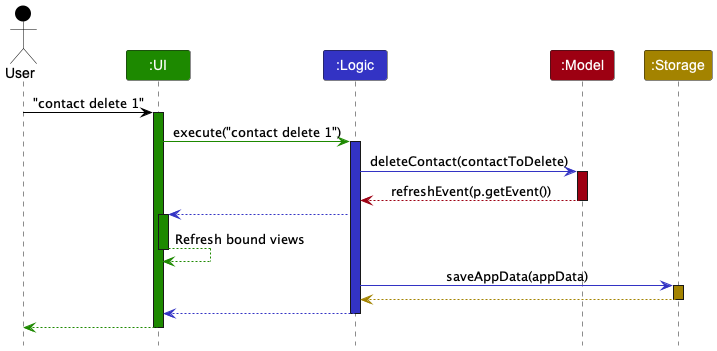 User
:UI
:Logic
:Model
:Storage
"contact delete 1"
execute("contact delete 1")
deleteContact(contactToDelete)
refreshEvent(p.getEvent())
Refresh bound views
saveAppData(appData)